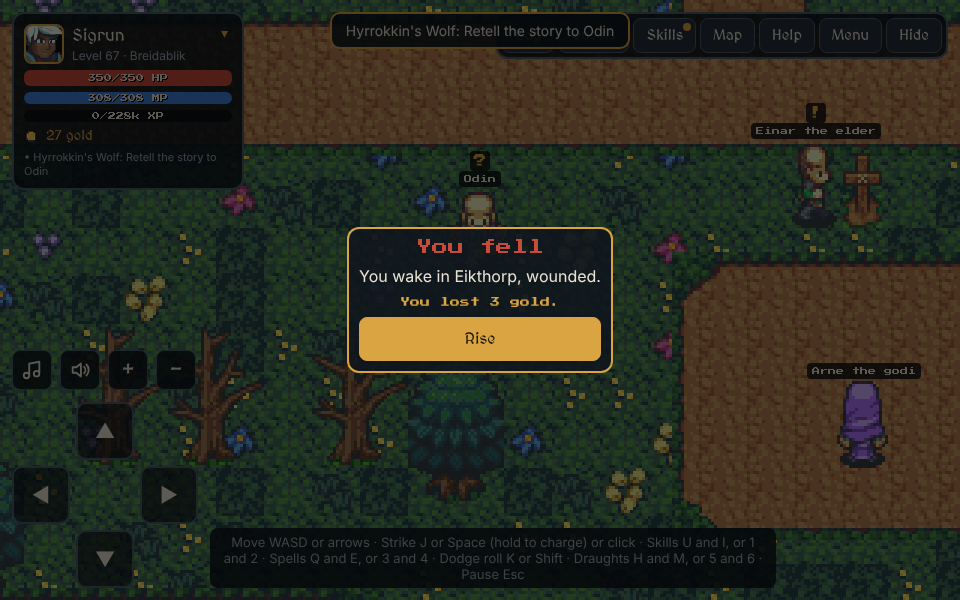 Sigrun
Level 67 · Breidablik
350/350 HP
308/308 MP
0/228k XP
27 gold
• Hyrrokkin's Wolf: Retell the story to
Odin
Hyrrokkin's Wolf: Retell the story to Odin
Skills
Map
Help
Menu
Hide
!
Einar the elder
?
Odin
You fell
You wake in Eikthorp, wounded.
You lost 3 gold.
Rise
Arne the godi
Move WASD or arrows · Strike J or Space (hold to charge) or click · Skills U and I, or 1
and 2 · Spells Q and E, or 3 and 4 · Dodge roll K or Shift · Draughts H and M, or 5 and 6 ·
Pause Esc